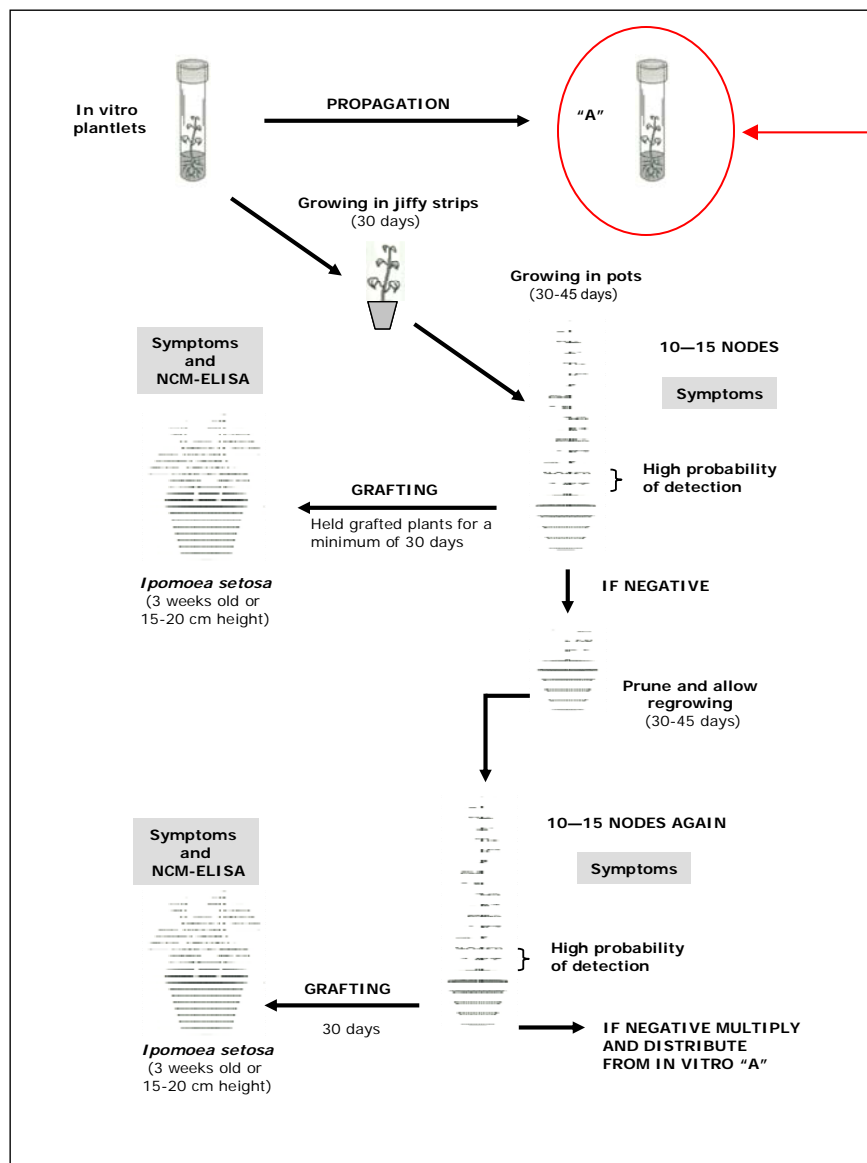 In vitro
plantlets
PROPAGATION
“A”
Growing in jiffy strips
(30 days)
Growing in pots
(30-45 days)
Symptoms
and
NCM-ELISA
10—15 NODES
Symptoms
High probability
of detection
GRAFTING
Held grafted plants for a
minimum of 30 days
Ipomoea setosa
(3 weeks old or
15-20 cm height)
IF NEGATIVE
Prune and allow
regrowing
(30-45 days)
Symptoms
and
NCM-ELISA
10—15 NODES AGAIN
Symptoms
High probability
of detection
GRAFTING
30 days
Ipomoea setosa
(3 weeks old or
15-20 cm height)
IF NEGATIVE MULTIPLY
AND DISTRIBUTE
FROM IN VITRO “A”